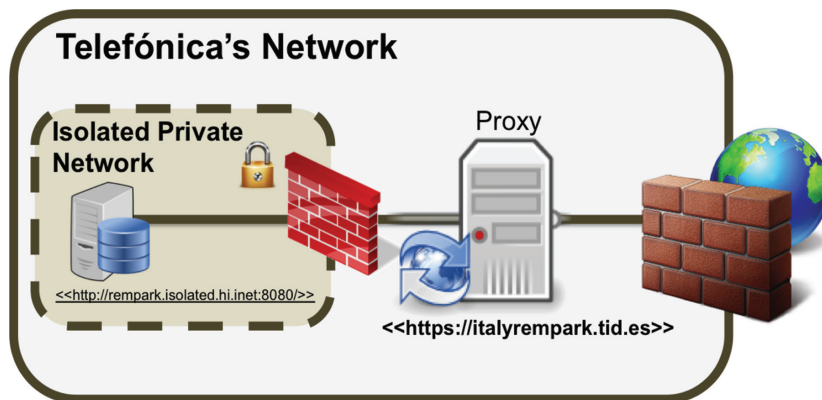 Telefónica's Network
Isolated Private
Network
Proxy
<<http://rempark.isolated.hi.inet:8080/>>
<<https://italyrempark.tid.es>>